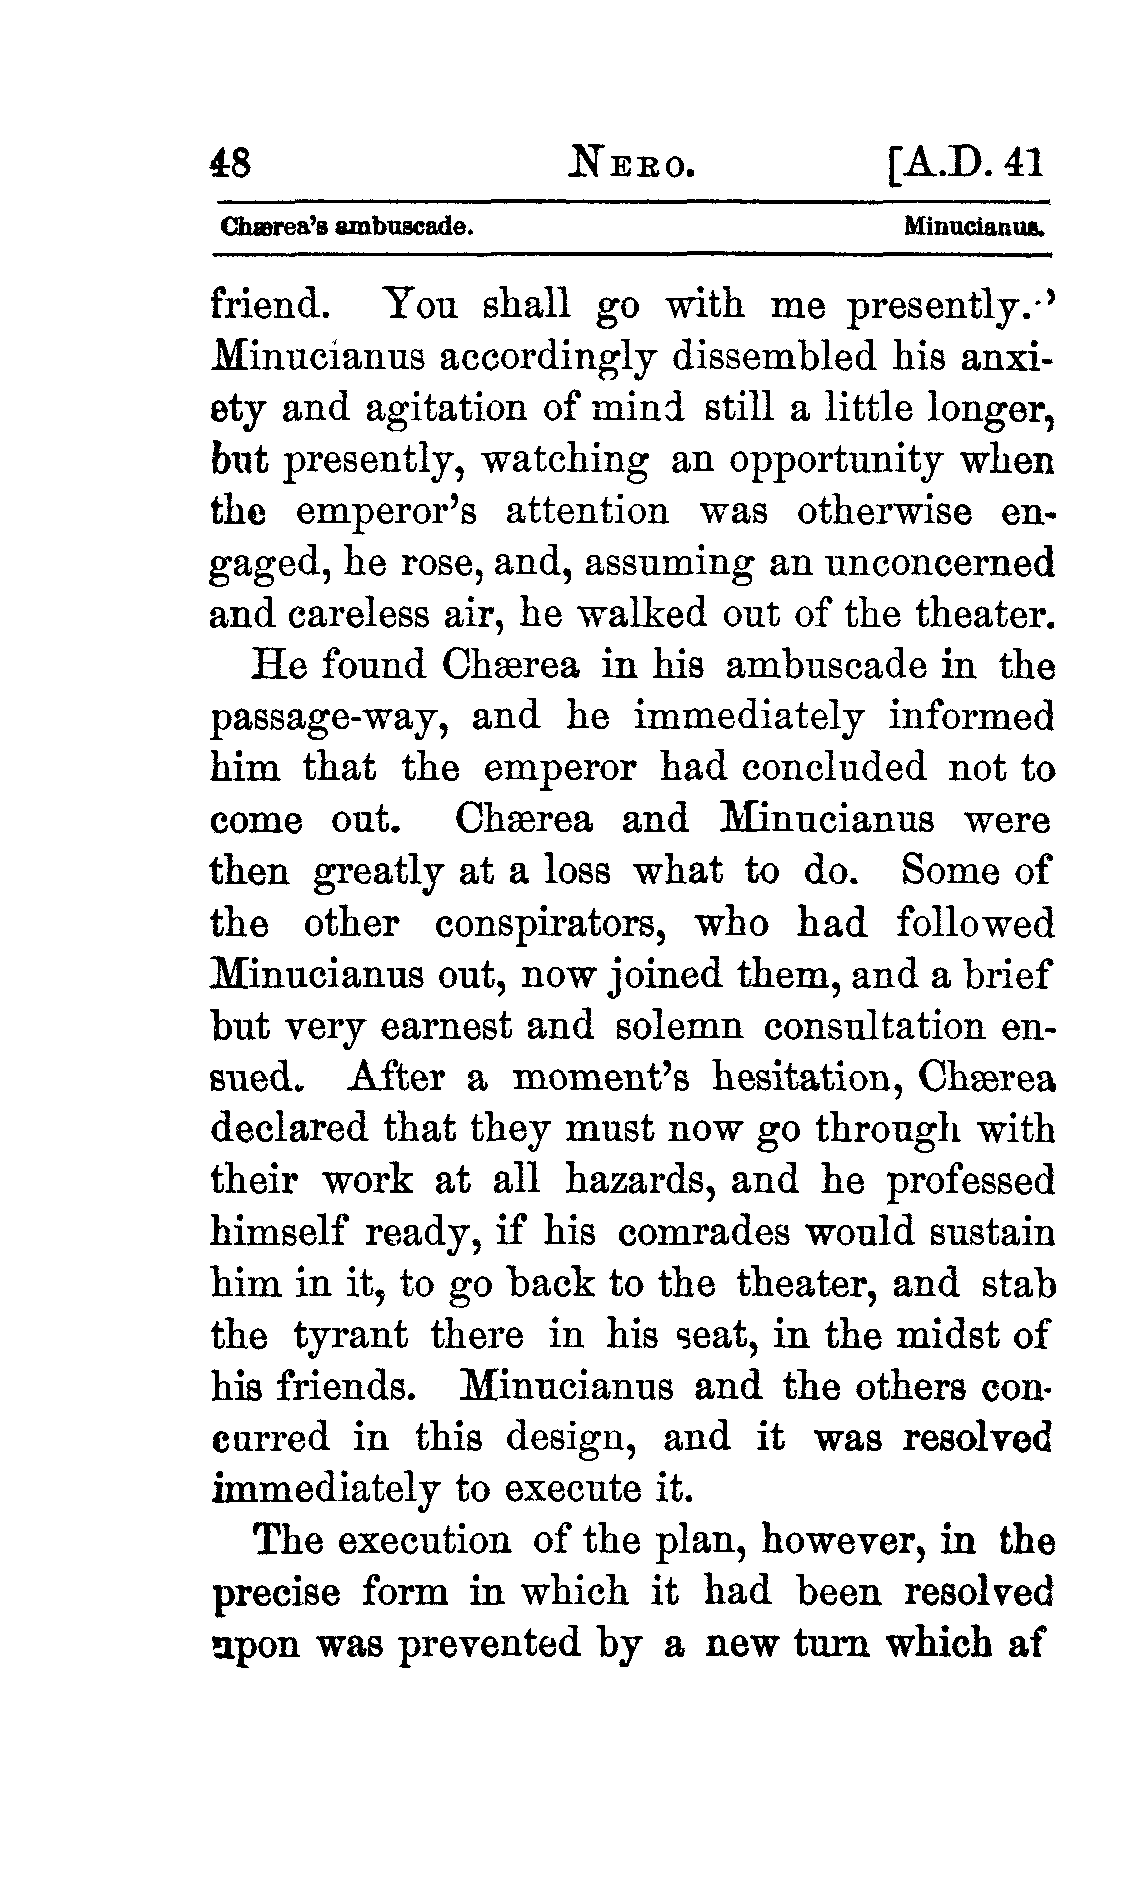 48 NERO. [A.D. 41
Chærea's ambuscade. Minucianus.
friend. You shall go with me presently.”
Minucianus accordingly dissembled his anxi-
ety and agitation of mind still a little longer,
but presently, watching an opportunity when
the emperor's attention was otherwise en-
gaged, he rose, and, assuming an unconcerned
and careless air, he walked out of the theater.
He found Chærea in his ambuscade in the
passage-way, and he immediately informed
him that the emperor had concluded not to
come out. Chærea and Minucianus were
then greatly at a loss what to do. Some of
the other conspirators, who had followed
Minucianus out, now joined them, and a brief
but very earnest and solemn consultation en-
sued. After a moment's hesitation, Chærea
declared that they must now go through with
their work at all hazards, and he professed
himself ready, if his comrades would sustain
him in it, to go back to the theater, and stab
the tyrant there in his seat, in the midst of
his friends. Minucianus and the others con-
curred in this design, and it was resolved
immediately to execute it.
The execution of the plan, however, in the
precise form in which it had been resolved
upon was prevented by a new turn which af